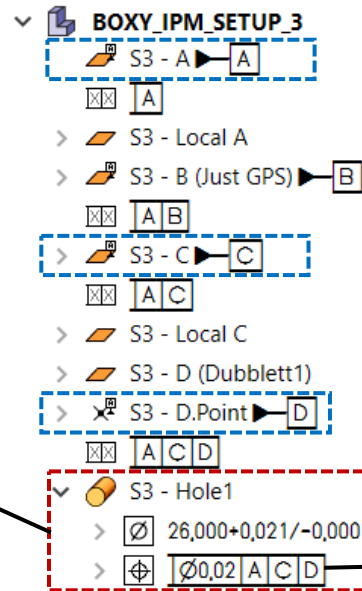 BOXY_IPM_SETUP_3
S3 - A A
A
S3 - Local A
S3 - B (Just GPS) B
A B
S3 - C C
A C
S3 - Local C
S3 - D (Dubblett1)
S3 - D.Point D
A C D
S3 - Hole1
Ø 26,000+0,021/-0,000
Ø0,02 A C D